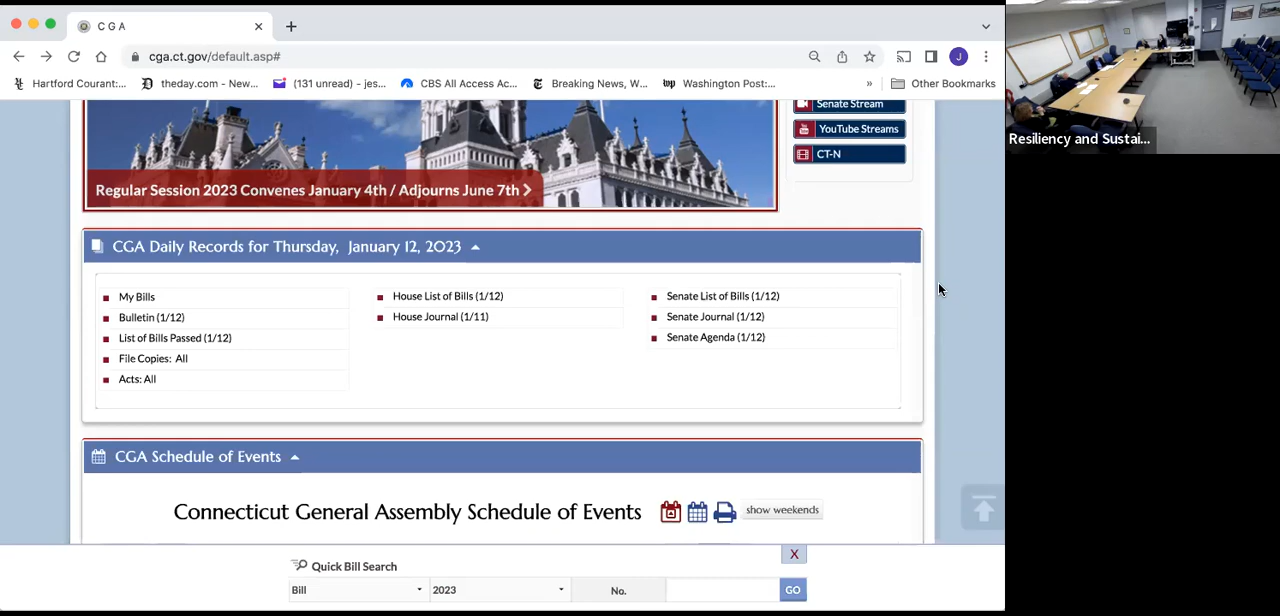 C G A
cga.ct.gov/default.asp#
J
Hartford Courant:...
theday.com - New...
(131 unread) - jes...
CBS All Access Ac...
Breaking News, W...
Washington Post:...
»
Other Bookmarks
Senate Stream
YouTube Streams
CT-N
Resiliency and Sustai...
Regular Session 2023 Convenes January 4th / Adjourns June 7th
CGA Daily Records for Thursday, January 12, 2023
My Bills
House List of Bills (1/12)
Senate List of Bills (1/12)
Bulletin (1/12)
House Journal (1/11)
Senate Journal (1/12)
List of Bills Passed (1/12)
Senate Agenda (1/12)
File Copies: All
Acts: All
CGA Schedule of Events
Connecticut General Assembly Schedule of Events
show weekends
X
Quick Bill Search
Bill
2023
No.
GO